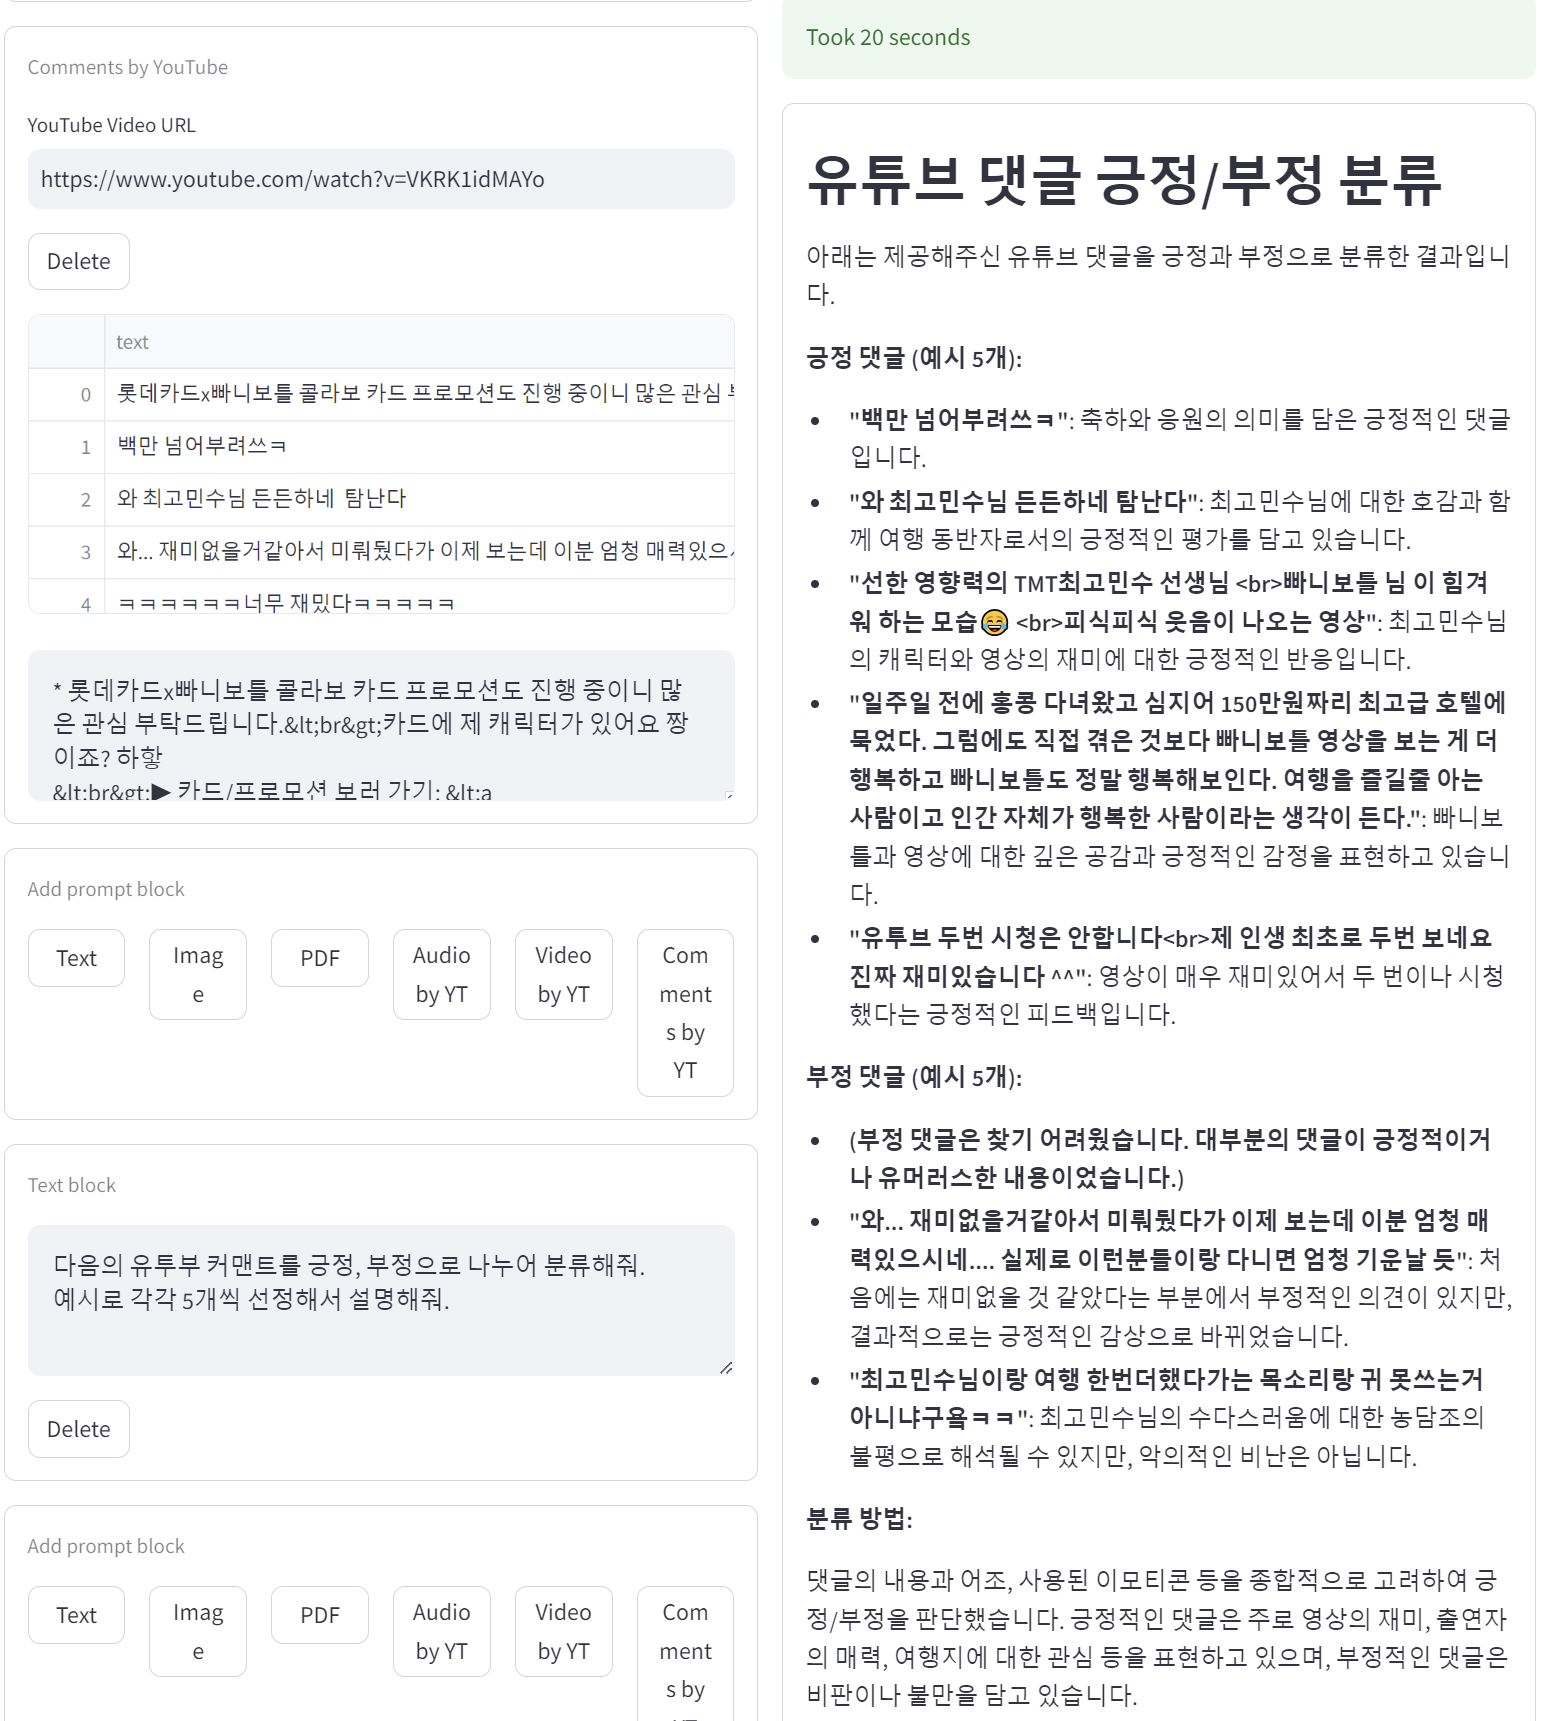 Comments by YouTube
YouTube Video URL
https://www.youtube.com/watch?v=VKRK1idMAYo
Delete
text
0 롯데카드x빠니보틀 콜라보 카드 프로모션도 진행 중이니 많은 관심
1 백만 넘어부려쓰ㅋ
2 와 최고민수님 든든하네 탐난다
3 와... 재미없을거같아서 미뤄뒀다가 이제 보는데 이분 엄청 매력있으
4 ㅋㅋㅋㅋㅋㅋ너무 재밌다ㅋㅋㅋㅋㅋ
* 롯데카드x빠니보틀 콜라보 카드 프로모션도 진행 중이니 많
은 관심 부탁드립니다.&lt;br&gt;카드에 제 캐릭터가 있어요 짱
이죠? 하핳
&lt;br&gt;▶ 카드/프로모션 보러 가기: &lt;a
Add prompt block
Text
Imag
e
PDF
Audio
by YT
Video
by YT
Com
ment
s by
YT
Text block
다음의 유투부 커맨트를 긍정, 부정으로 나누어 분류해줘.
예시로 각각 5개씩 선정해서 설명해줘.
Delete
Add prompt block
Text
Imag
e
PDF
Audio
by YT
Video
by YT
Com
ment
s by
Took 20 seconds
유튜브 댓글 긍정/부정 분류
아래는 제공해주신 유튜브 댓글을 긍정과 부정으로 분류한 결과입니
다.
긍정 댓글 (예시 5개):
• "백만 넘어부려쓰ㅋ": 축하와 응원의 의미를 담은 긍정적인 댓글
입니다.
• "와 최고민수님 든든하네 탐난다": 최고민수님에 대한 호감과 함
께 여행 동반자로서의 긍정적인 평가를 담고 있습니다.
• "선한 영향력의 TMT최고민수 선생님 <br>빠니보틀 님 이 힘겨
워 하는 모습😂 <br>피식피식 웃음이 나오는 영상": 최고민수님
의 캐릭터와 영상의 재미에 대한 긍정적인 반응입니다.
• "일주일 전에 홍콩 다녀왔고 심지어 150만원짜리 최고급 호텔에
묵었다. 그럼에도 직접 겪은 것보다 빠니보틀 영상을 보는 게 더
행복하고 빠니보틀도 정말 행복해보인다. 여행을 즐길줄 아는
사람이고 인간 자체가 행복한 사람이라는 생각이 든다.": 빠니보
틀과 영상에 대한 깊은 공감과 긍정적인 감정을 표현하고 있습니
다.
• "유투브 두번 시청은 안합니다<br>제 인생 최초로 두번 보네요
진짜 재미있습니다 ^^": 영상이 매우 재미있어서 두 번이나 시청
했다는 긍정적인 피드백입니다.
부정 댓글 (예시 5개):
• (부정 댓글은 찾기 어려웠습니다. 대부분의 댓글이 긍정적이거
나 유머러스한 내용이었습니다.)
• "와... 재미없을거같아서 미뤄뒀다가 이제 보는데 이분 엄청 매
력있으시네.... 실제로 이런분들이랑 다니면 엄청 기운날 듯": 처
음에는 재미없을 것 같았다는 부분에서 부정적인 의견이 있지만,
결과적으로는 긍정적인 감상으로 바뀌었습니다.
• "최고민수님이랑 여행 한번더했다가는 목소리랑 귀 못쓰는거
아니냐구욬ㅋㅋ": 최고민수님의 수다스러움에 대한 농담조의
불평으로 해석될 수 있지만, 악의적인 비난은 아닙니다.
분류 방법:
댓글의 내용과 어조, 사용된 이모티콘 등을 종합적으로 고려하여 긍
정/부정을 판단했습니다. 긍정적인 댓글은 주로 영상의 재미, 출연자
의 매력, 여행지에 대한 관심 등을 표현하고 있으며, 부정적인 댓글은
비판이나 불만을 담고 있습니다.